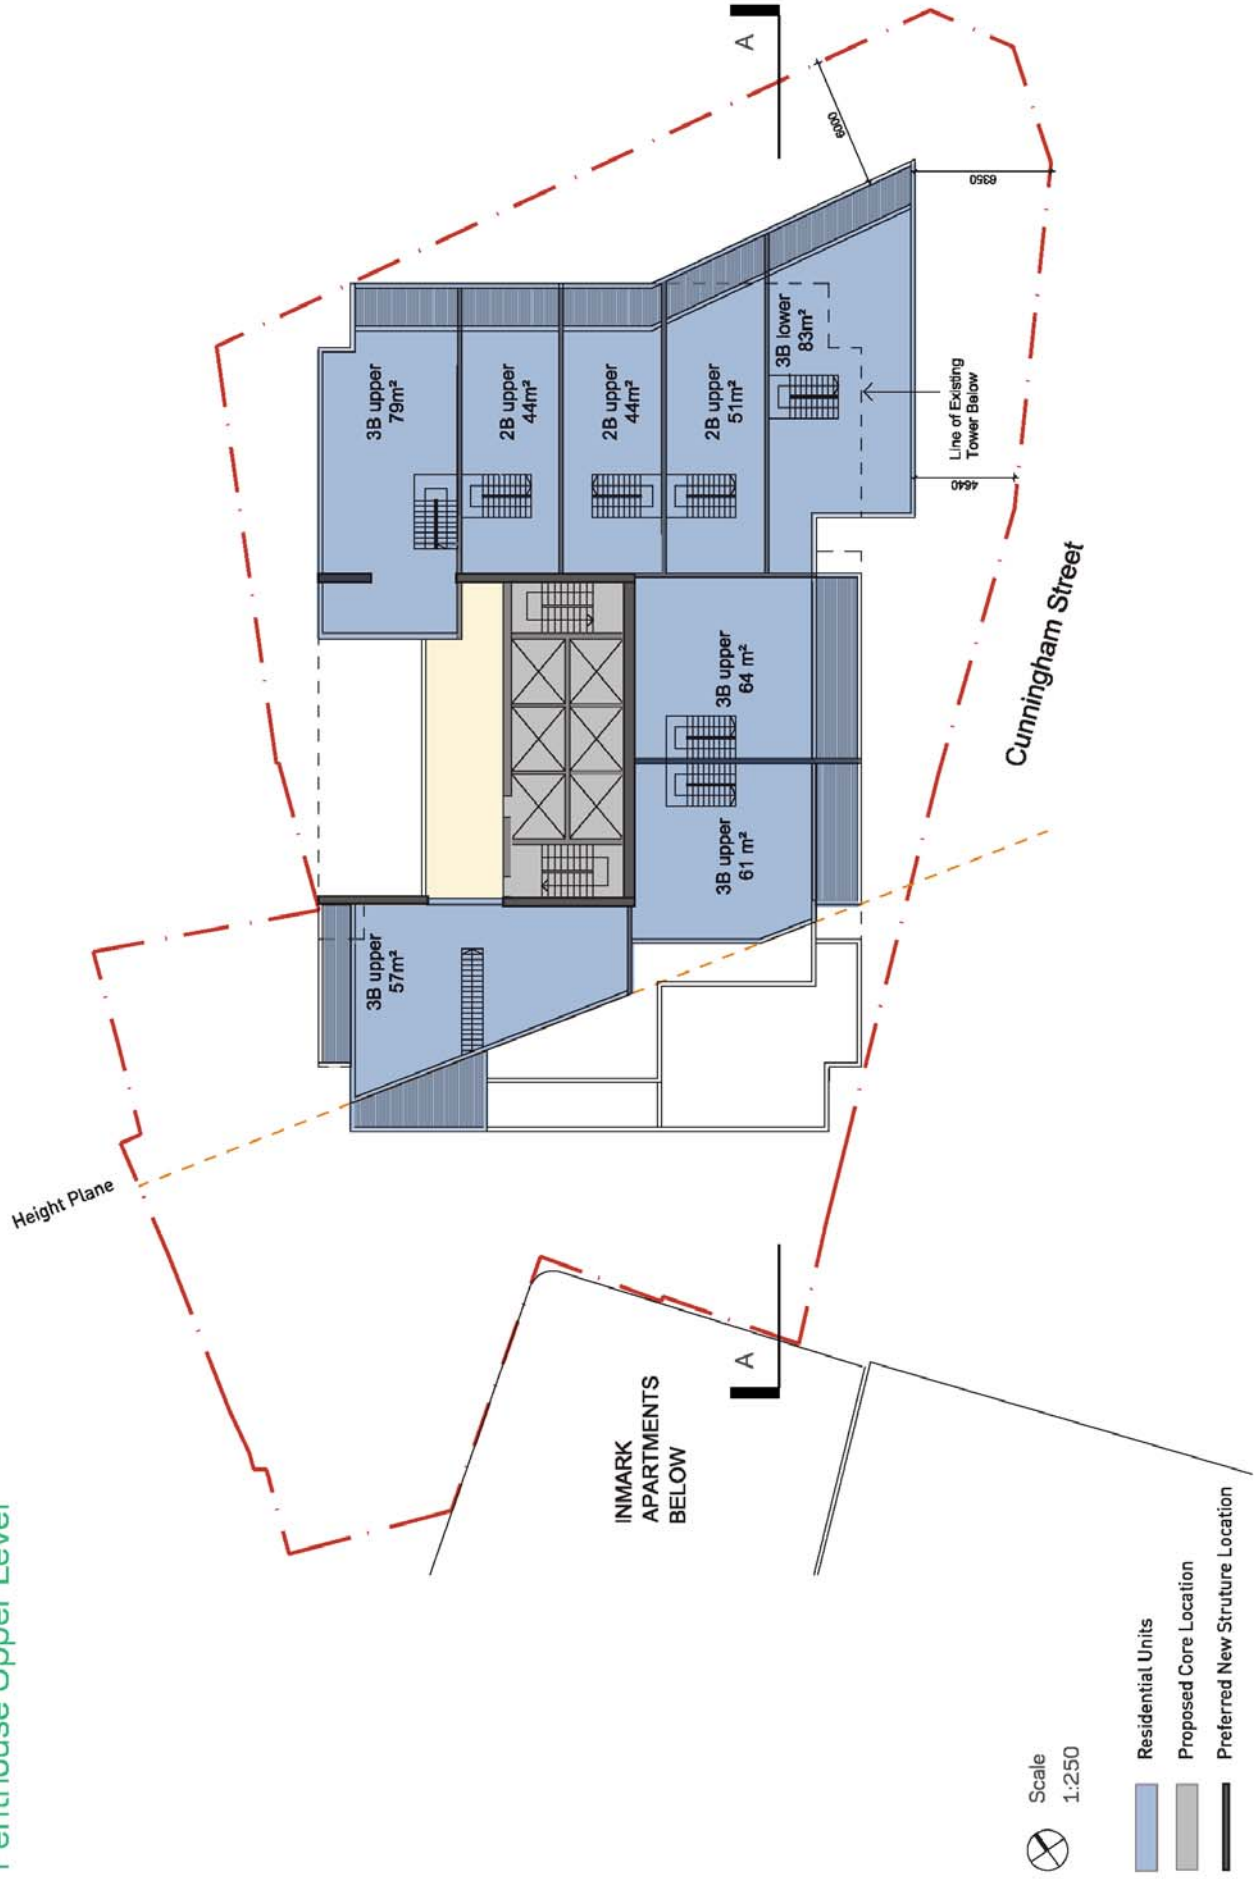 Penthouse Upper Level
Height Plane
3B upper
57m²
3B upper
79m²
2B upper
44m²
2B upper
44m²
2B upper
51m²
3B lower
83m²
3B upper
61 m²
3B upper
64 m²
A
A
6000
6350
4640
Line of Existing
Tower Below
Cunningham Street
INMARK
APARTMENTS
BELOW
Scale
1:250
Residential Units
Proposed Core Location
Preferred New Struture Location